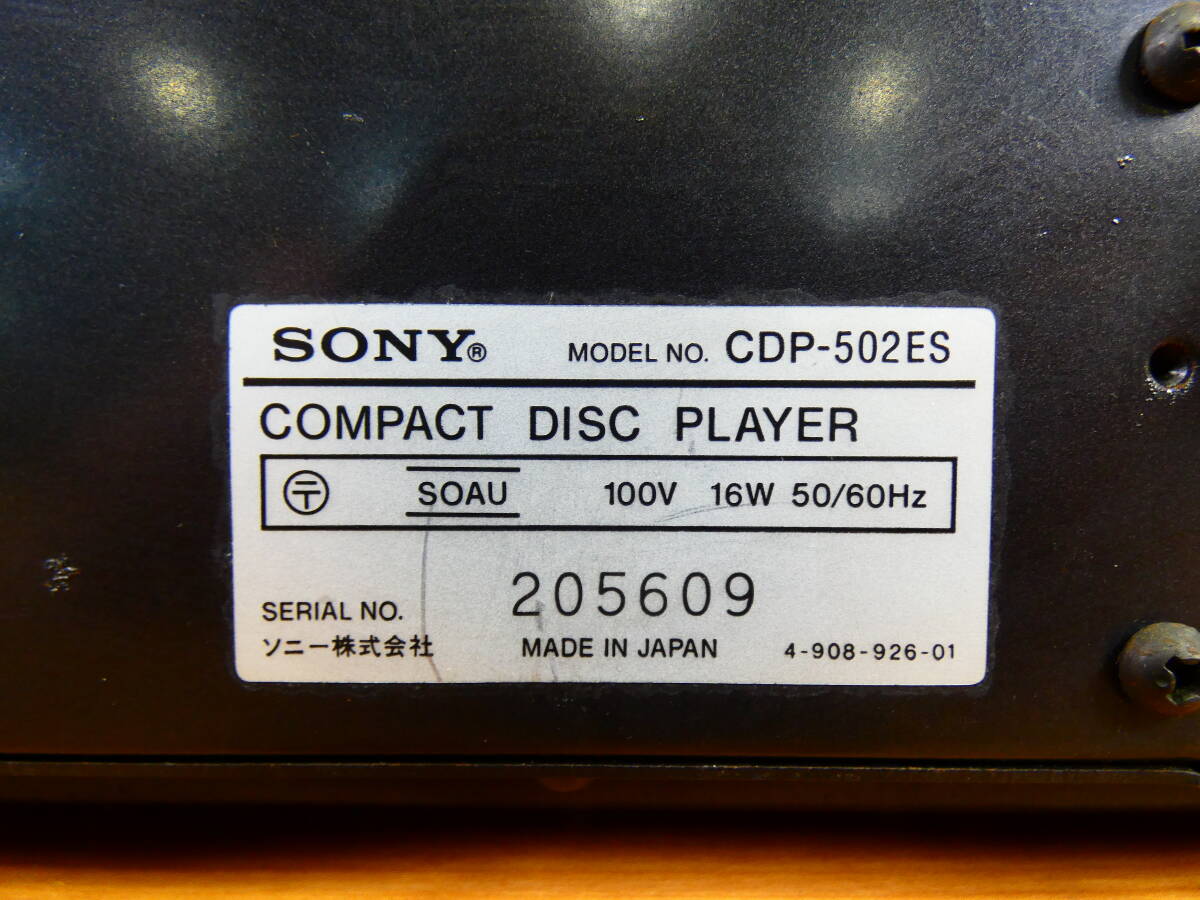 SONY® MODEL NO. CDP-502ES
COMPACT DISC PLAYER
〶 SOAU 100V 16W 50/60Hz
SERIAL NO. 205609
ソニー株式会社 MADE IN JAPAN 4-908-926-01